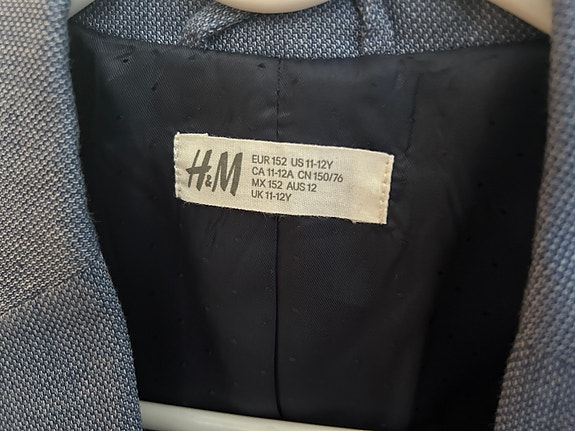 H&M
EUR 152 US 11-12Y
CA 11-12A CN 150/76
MX 152 AUS 12
UK 11-12Y